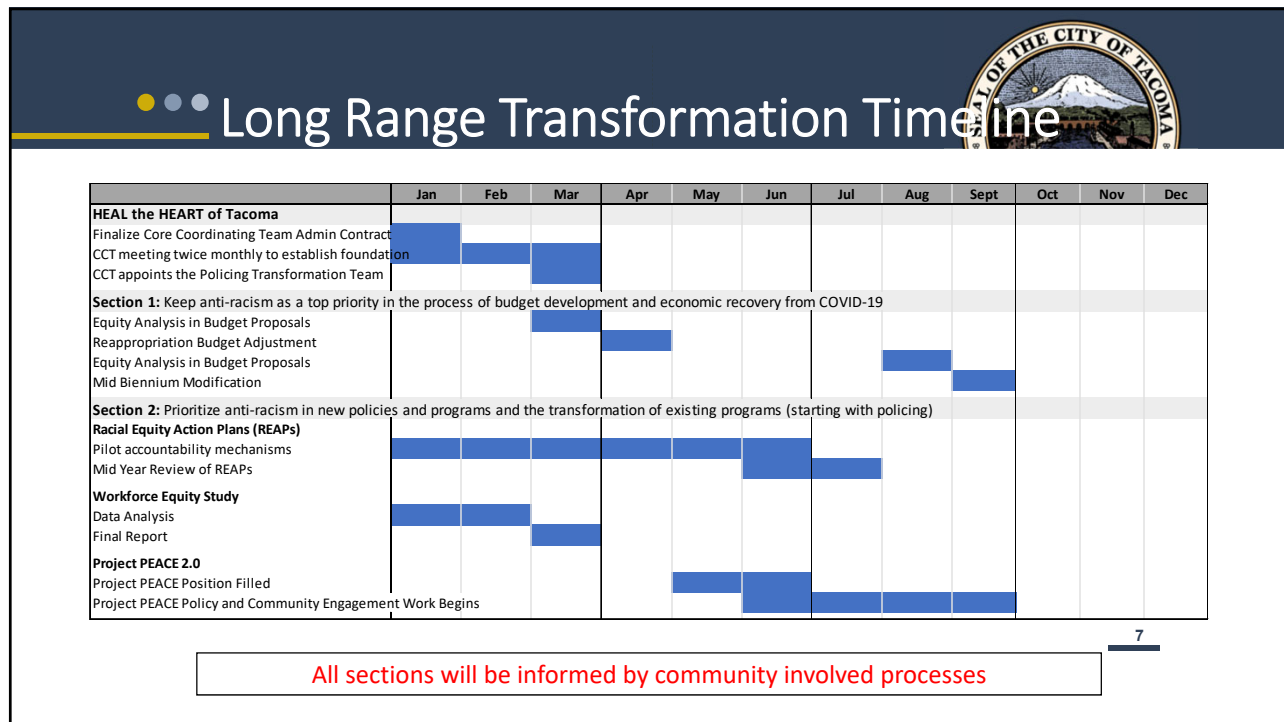 SEAL OF THE CITY OF TACOMA
Long Range Transformation Timeline
Jan Feb Mar Apr May Jun Jul Aug Sept Oct Nov Dec
HEAL the HEART of Tacoma
Finalize Core Coordinating Team Admin Contract
CCT meeting twice monthly to establish foundation
CCT appoints the Policing Transformation Team
Section 1: Keep anti-racism as a top priority in the process of budget development and economic recovery from COVID-19
Equity Analysis in Budget Proposals
Reappropriation Budget Adjustment
Equity Analysis in Budget Proposals
Mid Biennium Modification
Section 2: Prioritize anti-racism in new policies and programs and the transformation of existing programs (starting with policing)
Racial Equity Action Plans (REAPs)
Pilot accountability mechanisms
Mid Year Review of REAPs
Workforce Equity Study
Data Analysis
Final Report
Project PEACE 2.0
Project PEACE Position Filled
Project PEACE Policy and Community Engagement Work Begins
7
All sections will be informed by community involved processes